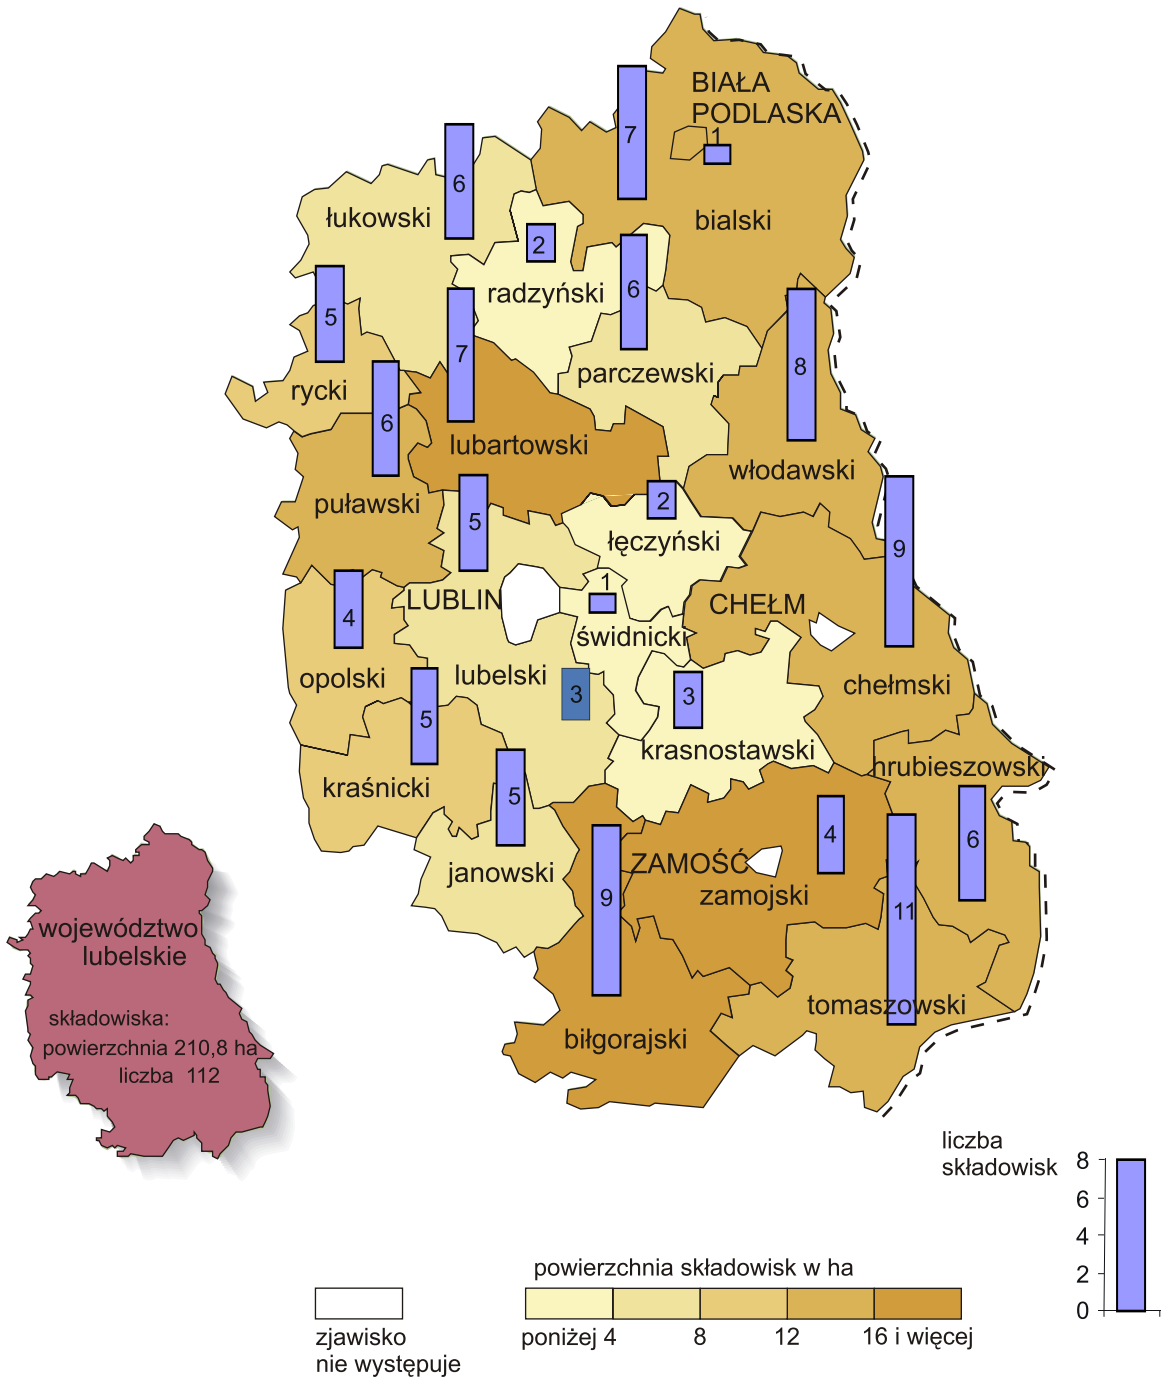 BIAŁA
PODLASKA
7
1
6
łukowski
bialski
2
radzyński
6
5
7
8
rycki
parczewski
6
lubartowski
włodawski
puławski
5
2
łęczyński
9
1
LUBLIN
CHEŁM
4
świdnicki
opolski
lubelski
3
3
chełmski
5
krasnostawski
hrubieszowski
kraśnicki
5
4
6
janowski
ZAMOŚĆ
zamojski
9
11
tomaszowski
biłgorajski
województwo
lubelskie
składowiska:
powierzchnia 210,8 ha
liczba 112
liczba
składowisk
8
6
4
2
0
powierzchnia składowisk w ha
poniżej 4 8 12 16 i więcej
zjawisko
nie występuje